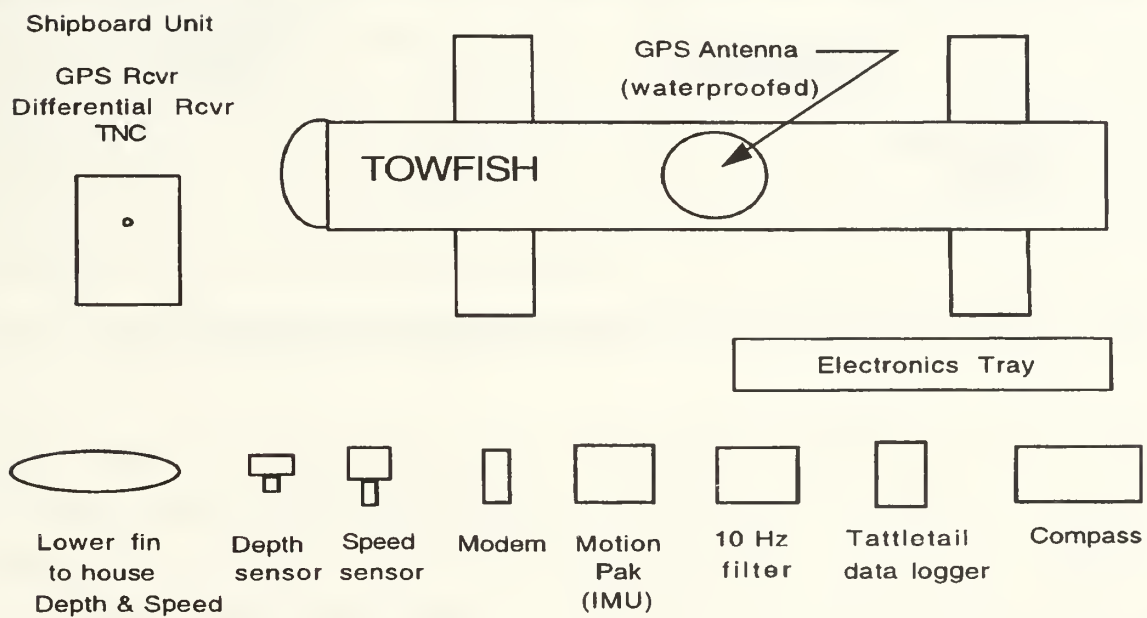 Shipboard Unit
GPS Rcvr
Differential Rcvr
TNC
GPS Antenna
(waterproofed)
TOWFISH
Electronics Tray
Lower fin
to house
Depth & Speed
Depth
sensor
Speed
sensor
Modem
Motion
Pak
(IMU)
10 Hz
filter
Tattletail
data logger
Compass